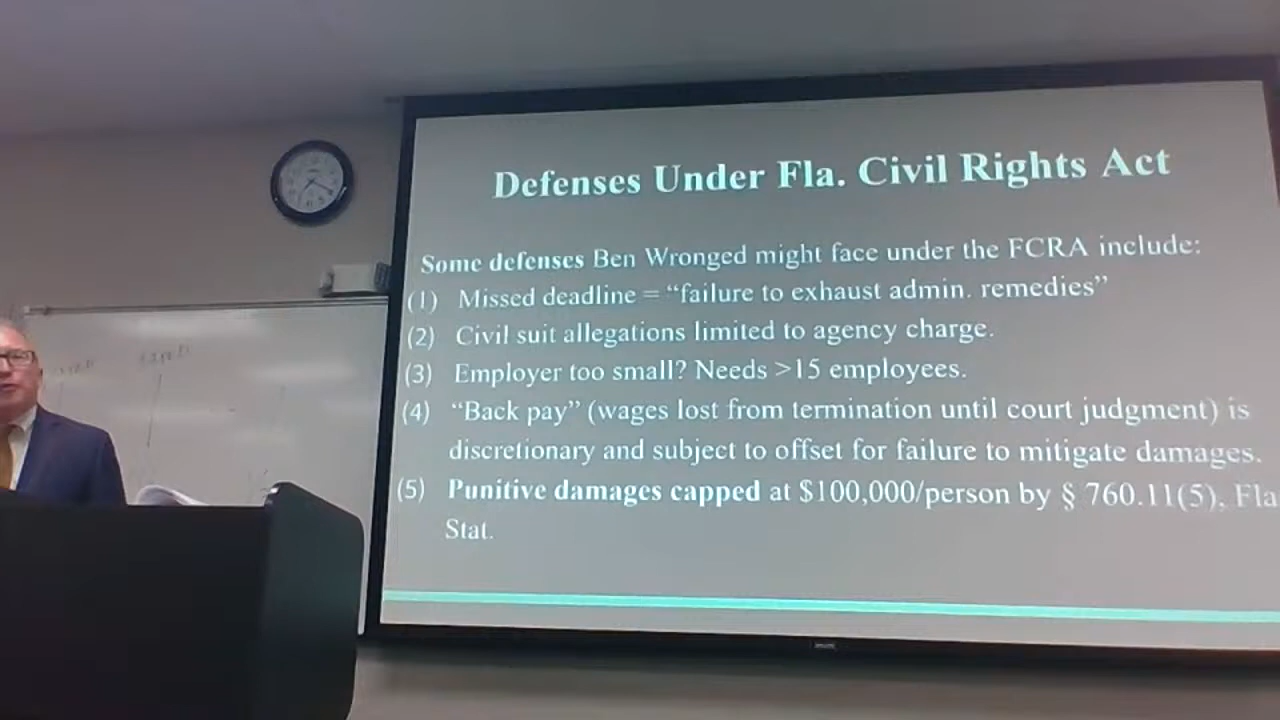 Defenses Under Fla. Civil Rights Act
Some defenses Ben Wronged might face under the FCRA include:
(1) Missed deadline = “failure to exhaust admin. remedies”
(2) Civil suit allegations limited to agency charge.
(3) Employer too small? Needs >15 employees.
(4) “Back pay” (wages lost from termination until court judgment) is
discretionary and subject to offset for failure to mitigate damages.
(5) Punitive damages capped at $100,000/person by § 760.11(5), Fla
Stat.